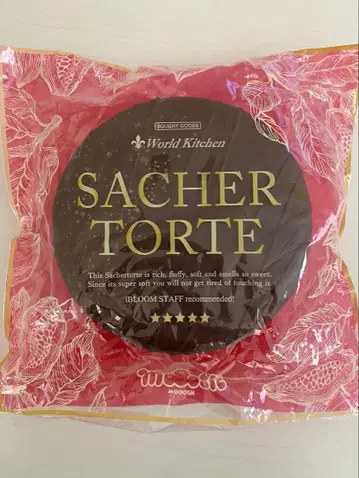 SQUISHY GOODS
World Kitchen
SACHER
TORTE
This Sachertorte is rich, fluffy, soft and smells so sweet.
Since its super soft you will not get tired of touching it.
iBLOOM STAFF recommended!
MOOOSH